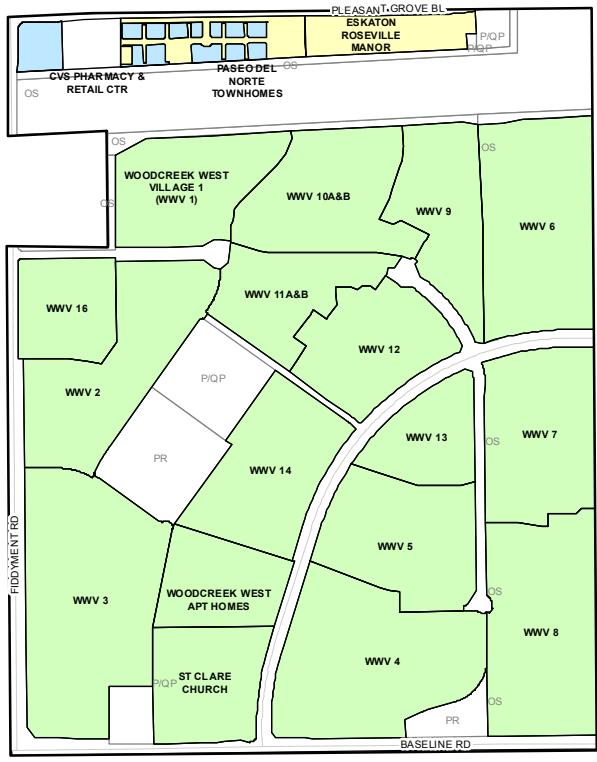 PLEASANT GROVE BL
ESKATON
ROSEVILLE
MANOR
P/QP
P/QP
CVS PHARMACY &
RETAIL CTR
PASEO DEL
NORTE
TOWNHOMES
OS
OS
OS
OS
WOODCREEK WEST
VILLAGE 1
(WWV 1)
WWV 10A&B
WWV 9
WWV 6
OS
WWV 16
WWV 11A&B
WWV 12
WWV 2
P/QP
PR
WWV 13
OS
WWV 7
WWV 14
WWV 5
FIDDYMENT RD
WWV 3
WOODCREEK WEST
APT HOMES
OS
WWV 8
P/QP
ST CLARE
CHURCH
WWV 4
OS
PR
BASELINE RD